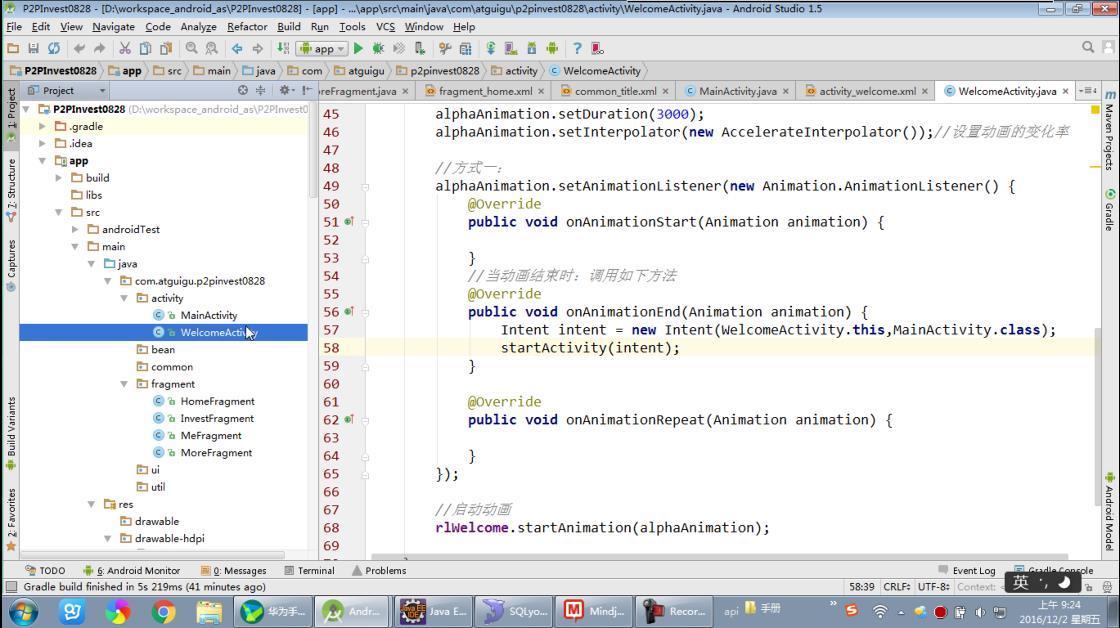 P2PInvest0828 - [D:\workspace_android_as\P2PInvest0828] - [app] - ...\app\src\main\java\com\atguigu\p2pinvest0828\activity\WelcomeActivity.java - Android Studio 1.5
File Edit View Navigate Code Analyze Refactor Build Run Tools VCS Window Help
app
P2PInvest0828 app src main java com atguigu p2pinvest0828 activity WelcomeActivity
Project
oreFragment.java fragment_home.xml common_title.xml MainActivity.java activity_welcome.xml WelcomeActivity.java
1: Project
7: Structure
Captures
Build Variants
2: Favorites
P2PInvest0828 (D:\workspace_android_as\P2PInvest0
.gradle
.idea
app
build
libs
src
androidTest
main
java
com.atguigu.p2pinvest0828
activity
MainActivity
WelcomeActivity
bean
common
fragment
HomeFragment
InvestFragment
MeFragment
MoreFragment
ui
util
res
drawable
drawable-hdpi
45 alphaAnimation.setDuration(3000);
46 alphaAnimation.setInterpolator(new AccelerateInterpolator());//设置动画的变化率
47
48 //方式一：
49 alphaAnimation.setAnimationListener(new Animation.AnimationListener() {
50 @Override
51 public void onAnimationStart(Animation animation) {
52
53 }
54 //当动画结束时：调用如下方法
55 @Override
56 public void onAnimationEnd(Animation animation) {
57 Intent intent = new Intent(WelcomeActivity.this,MainActivity.class);
58 startActivity(intent);
59 }
60
61 @Override
62 public void onAnimationRepeat(Animation animation) {
63
64 }
65 });
66
67 //启动动画
68 rlWelcome.startAnimation(alphaAnimation);
69
Maven Projects
Gradle
Android Model
TODO 6: Android Monitor 0: Messages Terminal Problems Event Log Gradle Console
Gradle build finished in 5s 219ms (41 minutes ago) 58:39 CRLF÷ UTF-8÷ Context:
英
华为手... Andr... Java E... SQLyo... Mindj... Recor... api 手册
上午 9:24
2016/12/2 星期五